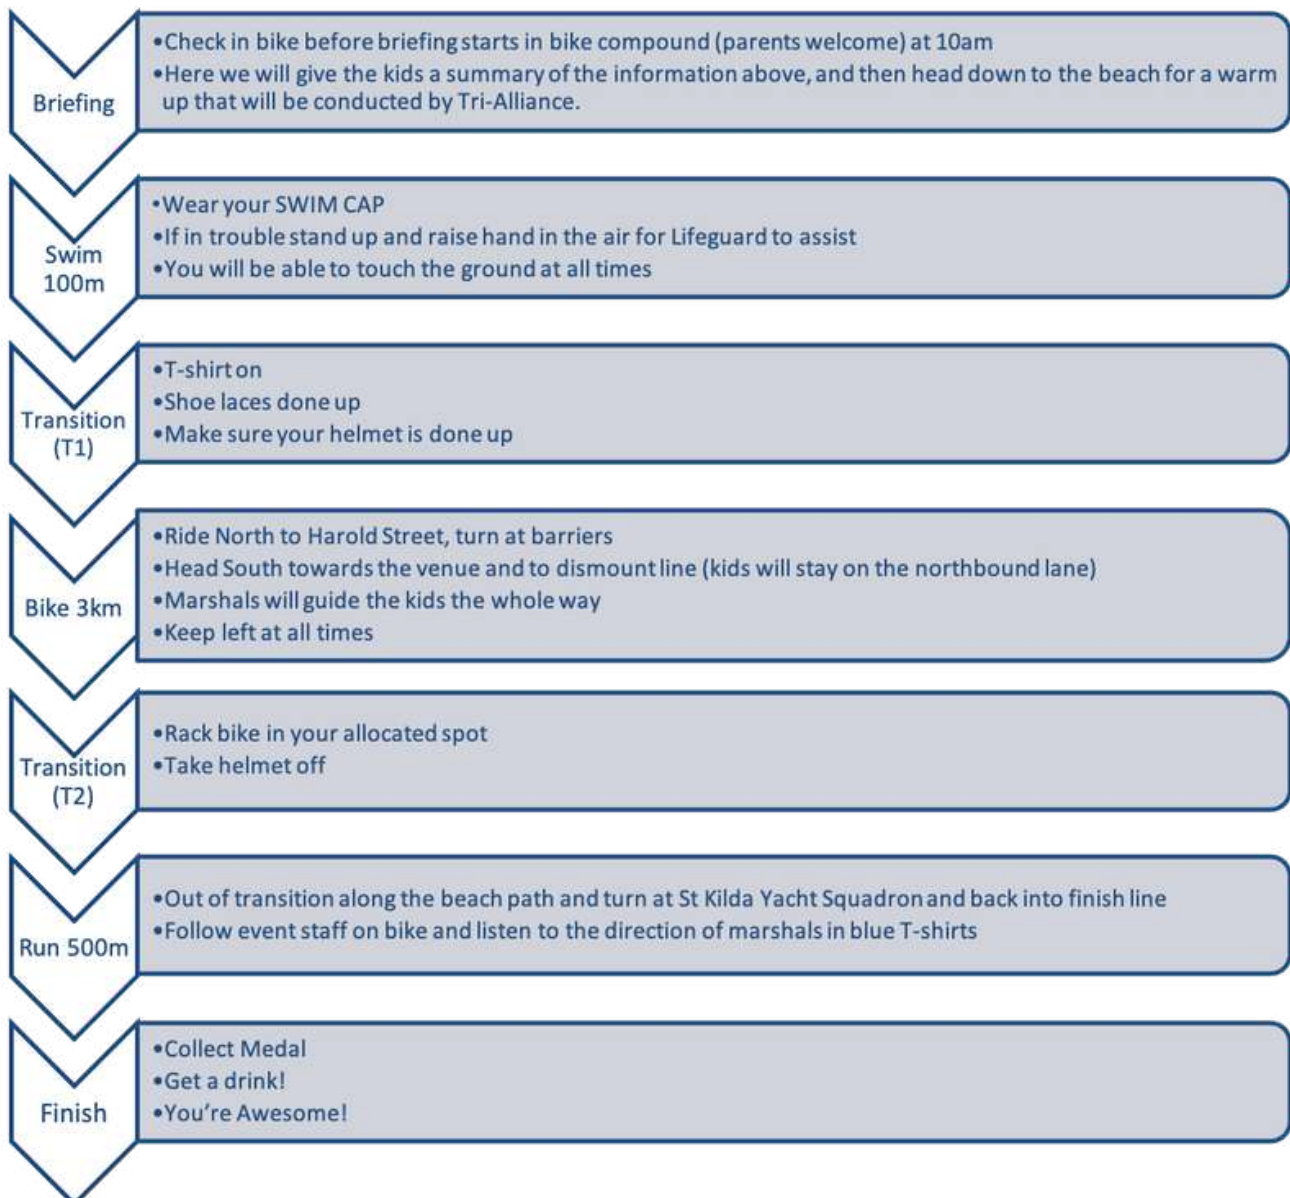 Briefing
•Check in bike before briefing starts in bike compound (parents welcome) at 10am
•Here we will give the kids a summary of the information above, and then head down to the beach for a warm
up that will be conducted by Tri-Alliance.
Swim
100m
•Wear your SWIM CAP
•If in trouble stand up and raise hand in the air for Lifeguard to assist
•You will be able to touch the ground at all times
Transition
(T1)
•T-shirt on
•Shoe laces done up
•Make sure your helmet is done up
Bike 3km
•Ride North to Harold Street, turn at barriers
•Head South towards the venue and to dismount line (kids will stay on the northbound lane)
•Marshals will guide the kids the whole way
•Keep left at all times
Transition
(T2)
•Rack bike in your allocated spot
•Take helmet off
Run 500m
•Out of transition along the beach path and turn at St Kilda Yacht Squadron and back into finish line
•Follow event staff on bike and listen to the direction of marshals in blue T-shirts
Finish
•Collect Medal
•Get a drink!
•You're Awesome!